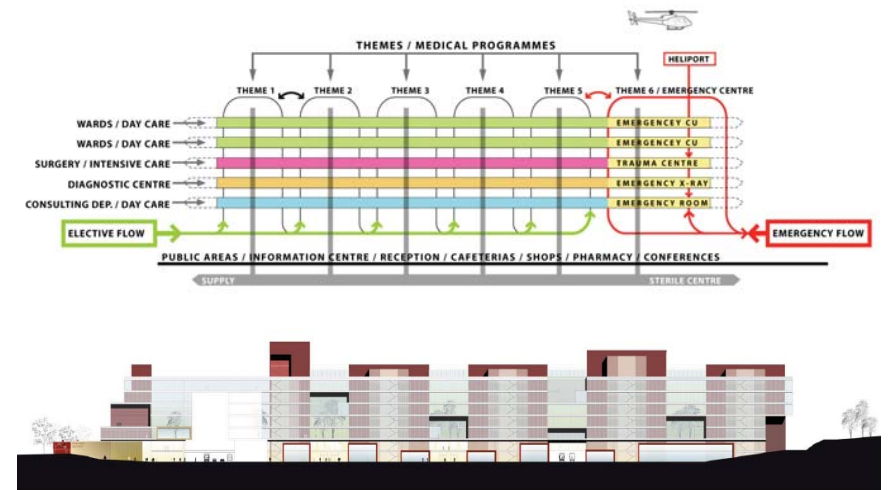 THEMES / MEDICAL PROGRAMMES
HELIPORT
THEME 1
THEME 2
THEME 3
THEME 4
THEME 5
THEME 6 / EMERGENCY CENTRE
WARDS / DAY CARE
EMERGENCEY CU
WARDS / DAY CARE
EMERGENCEY CU
SURGERY / INTENSIVE CARE
TRAUMA CENTRE
DIAGNOSTIC CENTRE
EMERGENCY X-RAY
CONSULTING DEP. / DAY CARE
EMERGENCY ROOM
ELECTIVE FLOW
EMERGENCY FLOW
PUBLIC AREAS / INFORMATION CENTRE / RECEPTION / CAFETERIAS / SHOPS / PHARMACY / CONFERENCES
SUPPLY
STERILE CENTRE